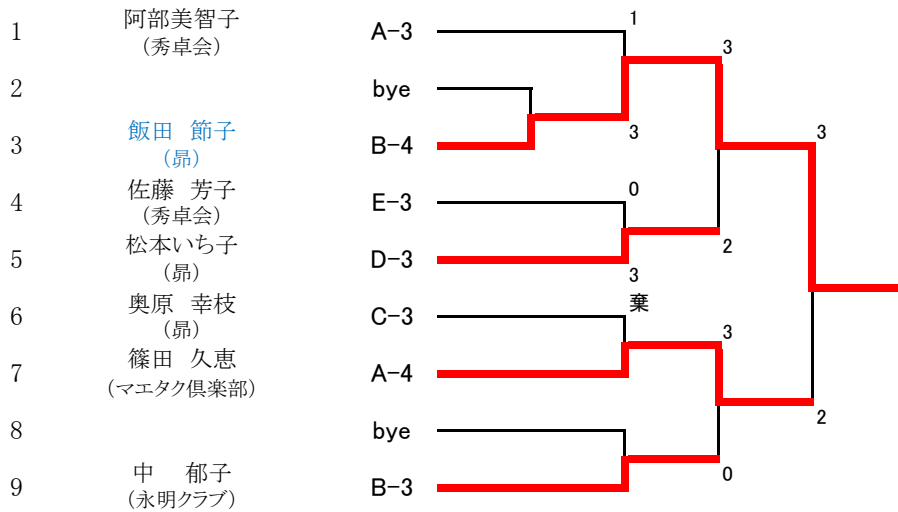 1 阿部美智子 A-3 1
(秀卓会)
3
2 bye
3 飯田 節子 B-4 3 3
(昴)
4 佐藤 芳子 E-3 0
(秀卓会)
5 松本いち子 D-3 2
(昴)
3
棄
6 奥原 幸枝 C-3
(昴)
3
7 篠田 久恵 A-4
(マエタク倶楽部)
2
8 bye
9 中 郁子 B-3 0
(永明クラブ)